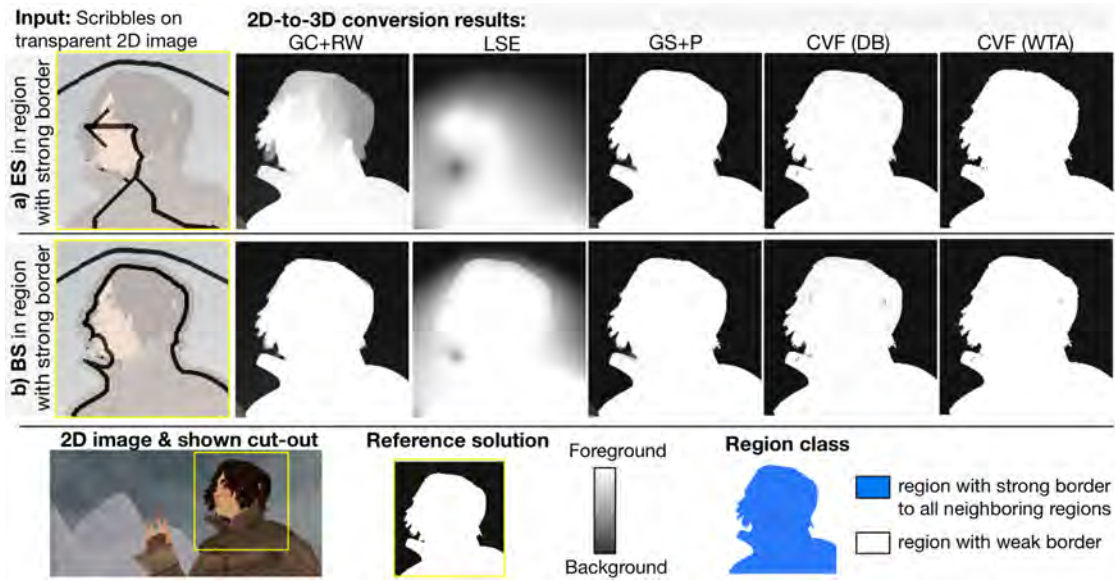 Input: Scribbles on
transparent 2D image
2D-to-3D conversion results:
GC+RW
LSE
GS+P
CVF (DB)
CVF (WTA)
a) ES in region
with strong border
b) BS in region
with strong border
2D image & shown cut-out
Reference solution
Foreground
Background
Region class
region with strong border
to all neighboring regions
region with weak border